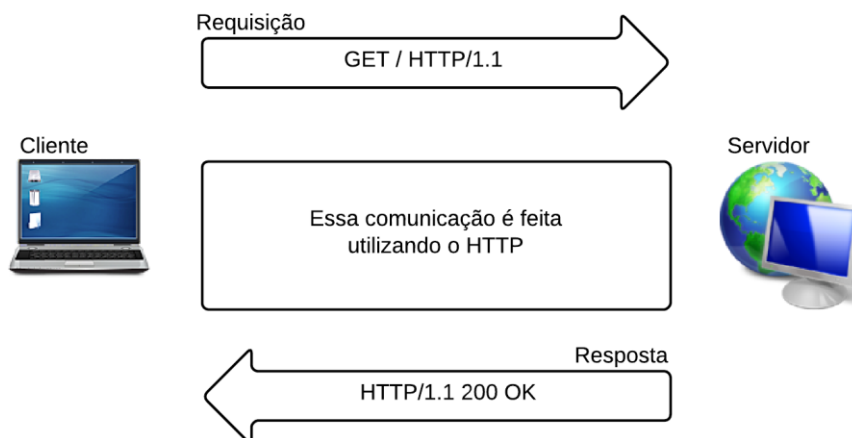 Requisição
GET / HTTP/1.1
Cliente
Servidor
Essa comunicação é feita
utilizando o HTTP
Resposta
HTTP/1.1 200 OK